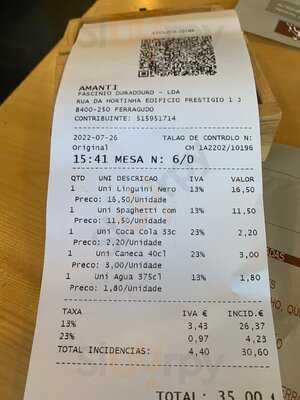 AMANTI
FASCINIO DURADOURO - LDA
RUA DA HORTINHA EDIFICIO PRESTIGIO 1 J
8400-250 FERRAGUDO
CONTRIBUINTE: 515951714
2022-07-26 TALAO DE CONTROLO N:
Original CM 1A2202/10196
15:41 MESA N: 6/0
QTD UNI DESCRICAO IVA VALOR
1 Uni Linguini Nero 13% 16,50
Preco: 16,50/Unidade
1 Uni Spaghetti com 13% 11,50
Preco: 11,50/Unidade
1 Uni Coca Cola 33c 23% 2,20
Preco: 2,20/Unidade
1 Uni Caneca 40cl 23% 3,00
Preco: 3,00/Unidade
1 Uni Agua 375cl 13% 1,80
Preco: 1,80/Unidade
TAXA IVA € INCID.€
13% 3,43 26,37
23% 0,97 4,23
TOTAL INCIDENCIAS: 4,40 30,60
TOTAL: 35,00